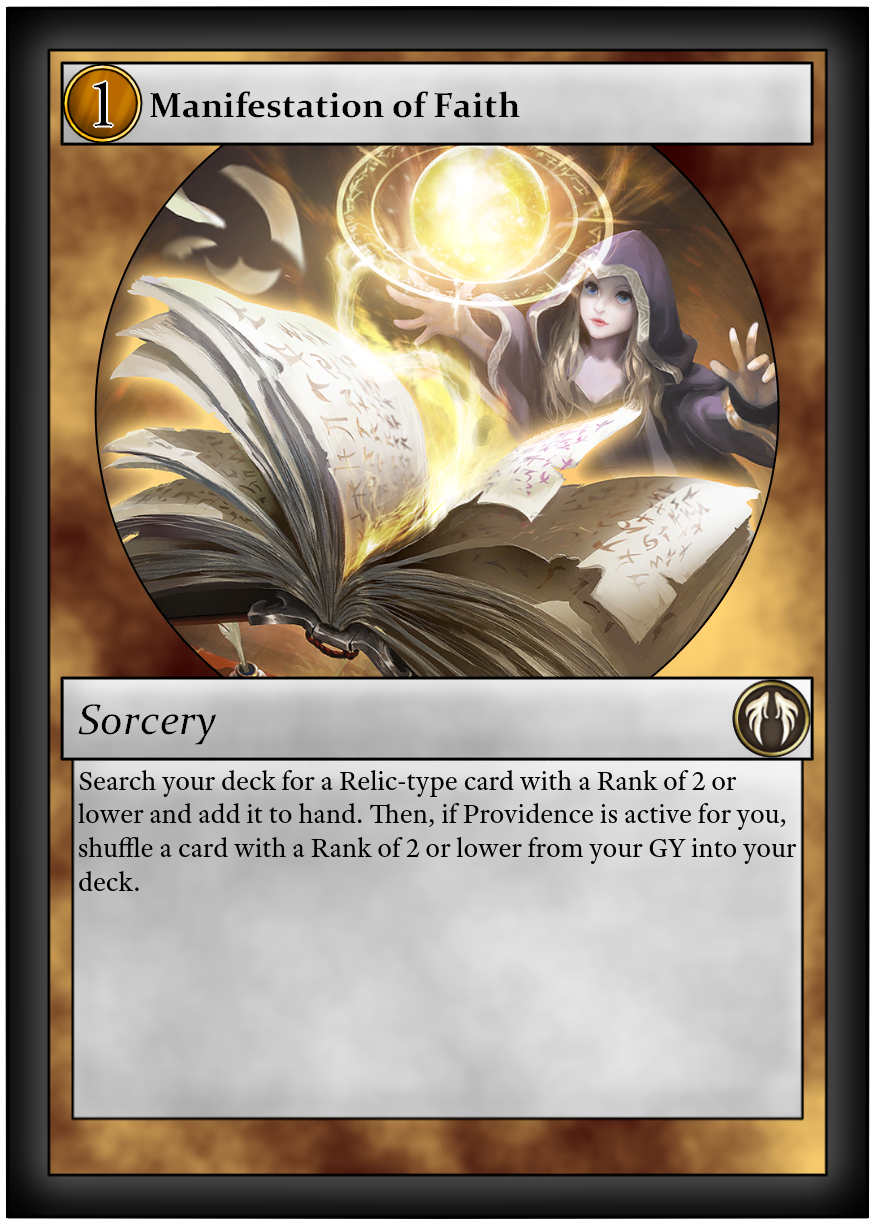 1 Manifestation of Faith
Sorcery
Search your deck for a Relic-type card with a Rank of 2 or
lower and add it to hand. Then, if Providence is active for you,
shuffle a card with a Rank of 2 or lower from your GY into your
deck.